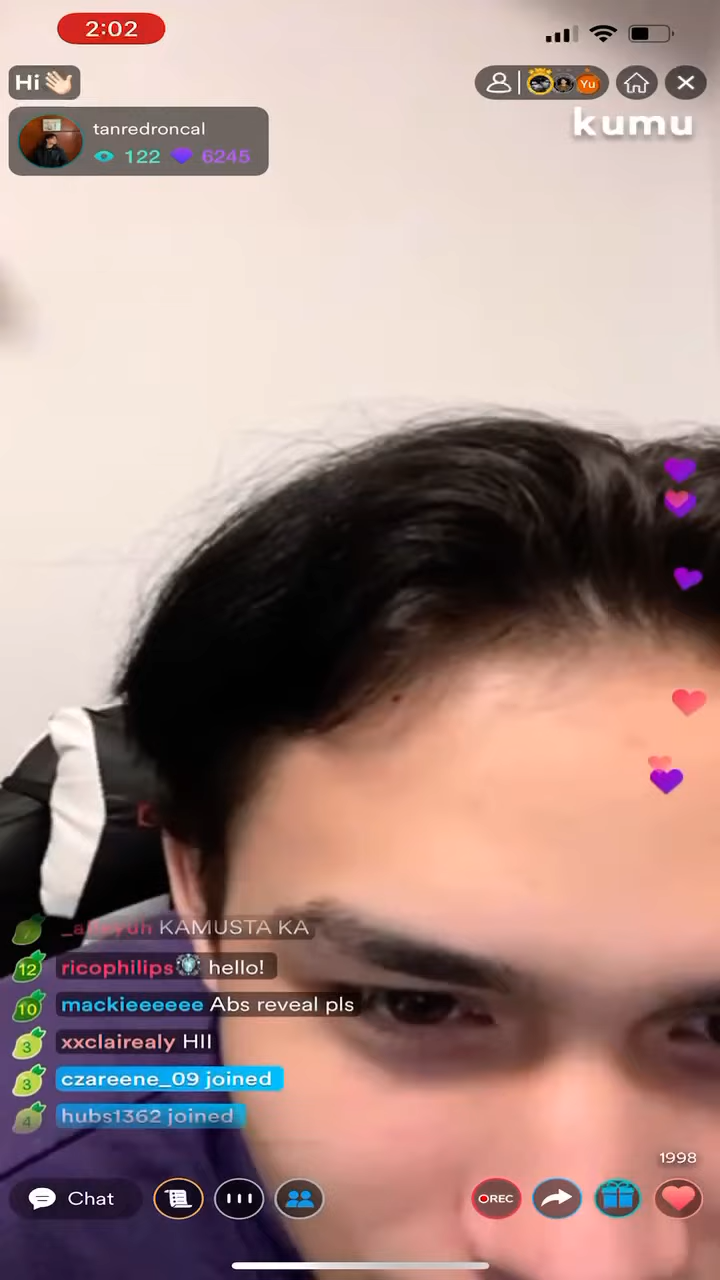 2:02
Hi 👋🏻
Yu
kumu
tanredroncal
122 6245
KAMUSTA KA
12 ricophilips hello!
10 mackieeeeee Abs reveal pls
3 xxclairealy HII
3 czareene_09 joined
4 hubs1362 joined
1998
Chat
REC